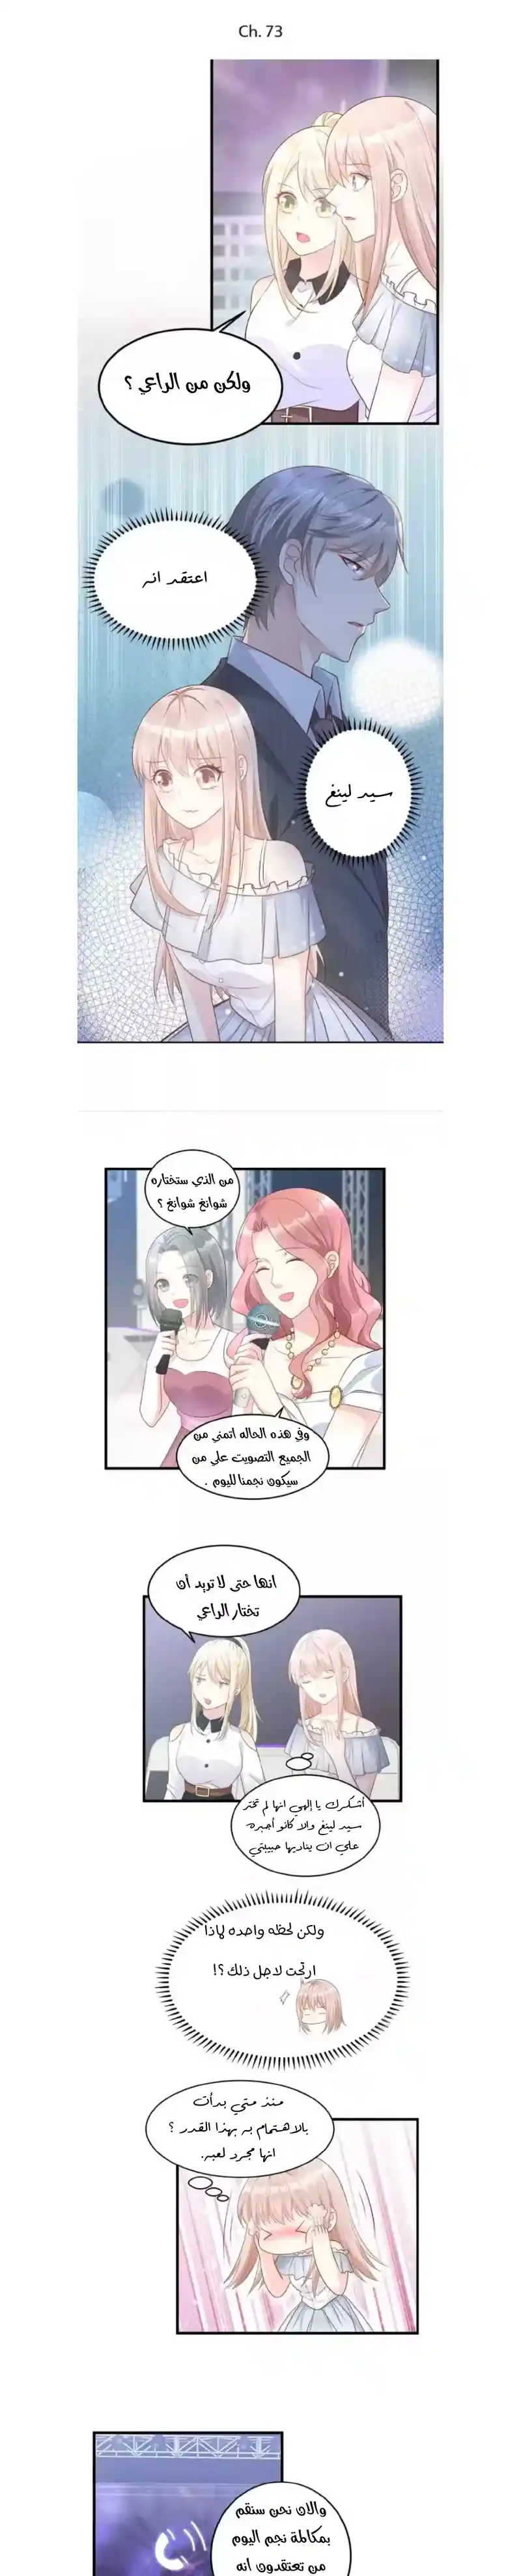 Ch. 73
ولكن من الراعي ؟
اعتقد انه
سيد لينغ
من الذي ستختاره
شوانغ شوانغ ؟
وفي هذه الحاله اتمني من
الجميع التصويت علي من
سيكون نجمنا لليوم .
انها حتى لا تريد أن
تختار الراعي
أشكرك يا إلهي انها لم تختر
سيد لينغ والا كانو أجبره
علي ان يناديها حبيبتي
ولكن لحظه واحده لماذا
ارتحت لاجل ذلك ؟!
منذ متي بدأت
بالاهتمام به بهذا القدر ؟
انها مجرد لعبه.
والان نحن سنقم
بمكالمة نجم اليوم
من تعتقدون انه